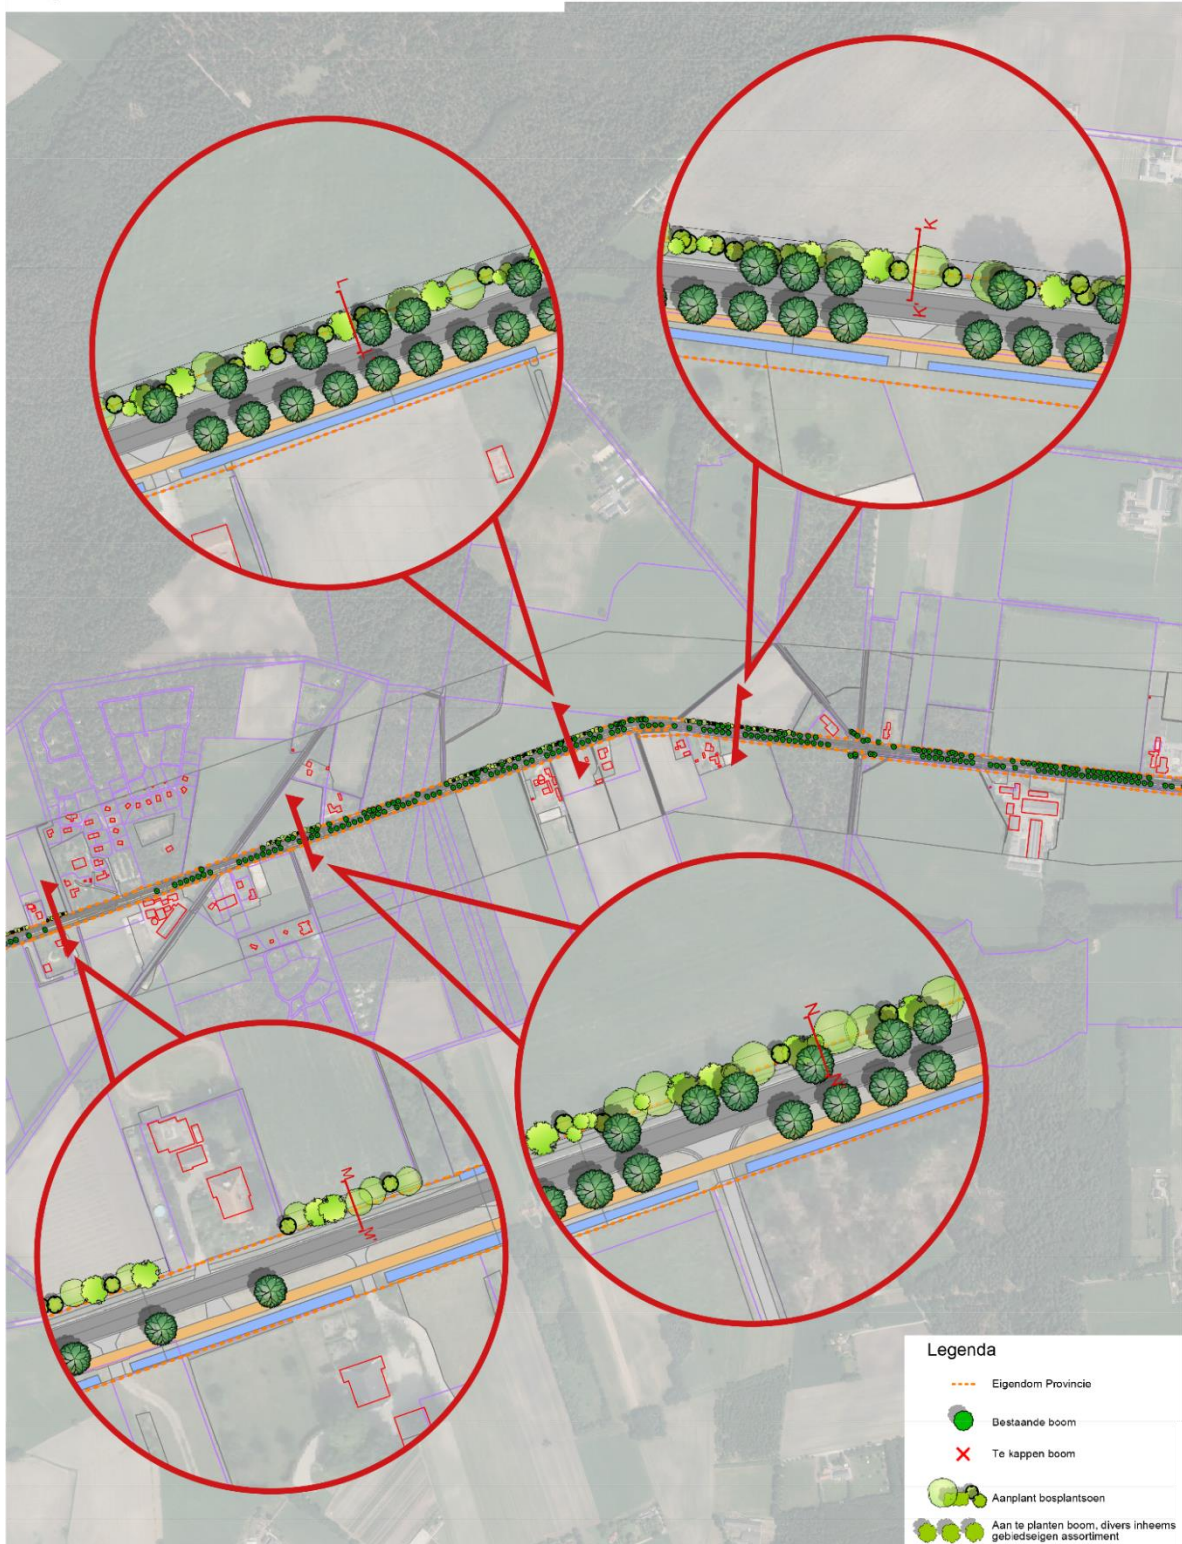 K
K'
L
N
M
M'
Legenda
Eigendom Provincie
Bestaande boom
Te kappen boom
Aanplant bosplantsoen
Aan te planten boom, divers inheems
gebiedseigen assortiment